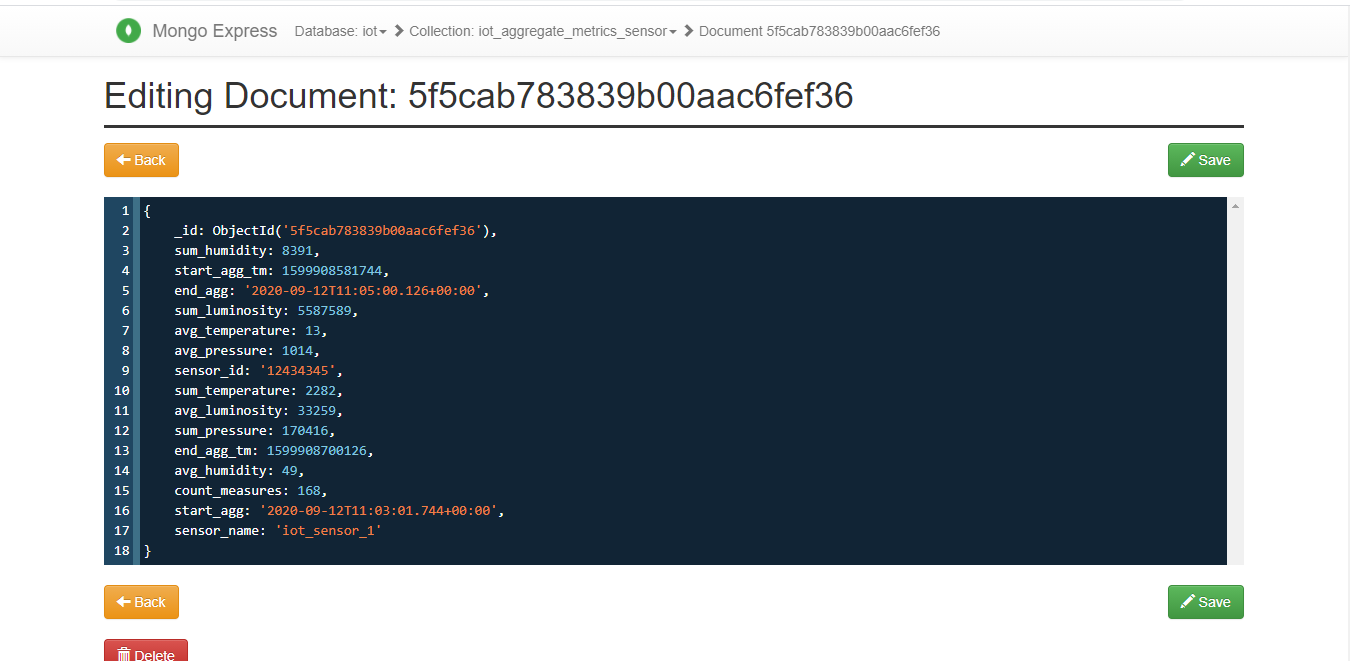 Mongo Express Database: iot Collection: iot_aggregate_metrics_sensor Document 5f5cab783839b00aac6fef36
Editing Document: 5f5cab783839b00aac6fef36
Back Save
1 {
2 _id: ObjectId('5f5cab783839b00aac6fef36'),
3 sum_humidity: 8391,
4 start_agg_tm: 1599908581744,
5 end_agg: '2020-09-12T11:05:00.126+00:00',
6 sum_luminosity: 5587589,
7 avg_temperature: 13,
8 avg_pressure: 1014,
9 sensor_id: '12434345',
10 sum_temperature: 2282,
11 avg_luminosity: 33259,
12 sum_pressure: 170416,
13 end_agg_tm: 1599908700126,
14 avg_humidity: 49,
15 count_measures: 168,
16 start_agg: '2020-09-12T11:03:01.744+00:00',
17 sensor_name: 'iot_sensor_1'
18 }
Back Save
Delete